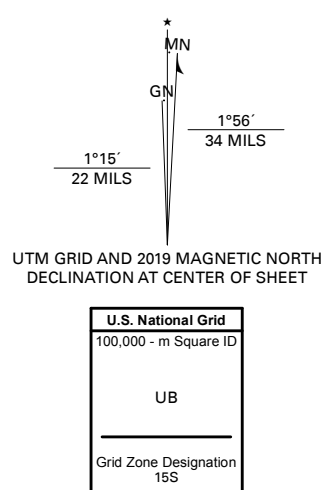 MN
GN
1°56´
34 MILS
1°15´
22 MILS
UTM GRID AND 2019 MAGNETIC NORTH
DECLINATION AT CENTER OF SHEET
U.S. National Grid
100,000 - m Square ID
UB
Grid Zone Designation
15S